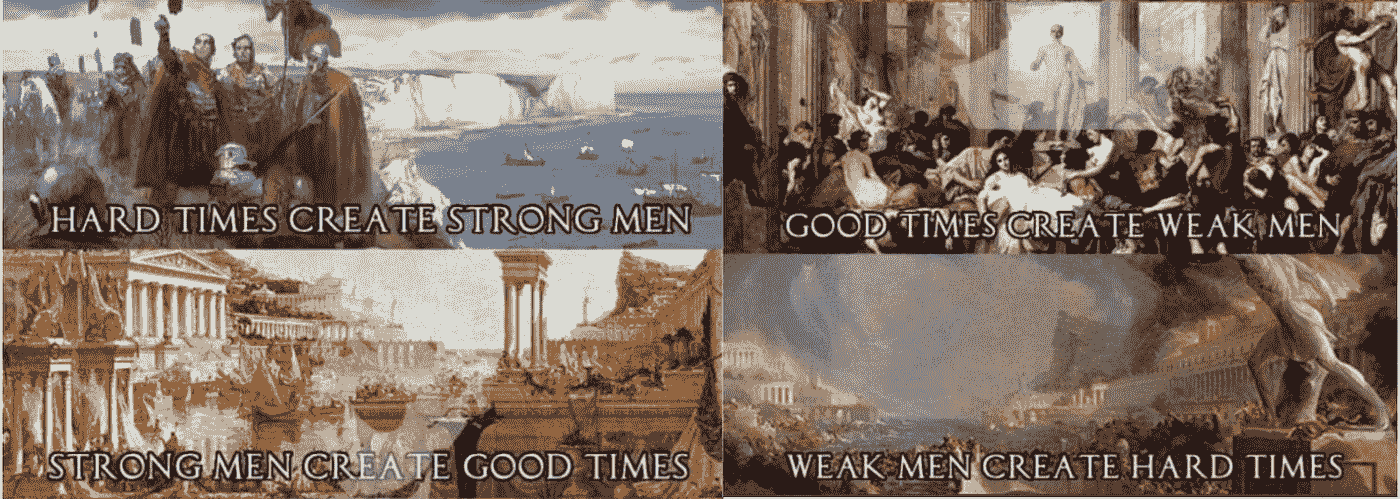 HARD TIMES CREATE STRONG MEN
STRONG MEN CREATE GOOD TIMES
GOOD TIMES CREATE WEAK MEN
WEAK MEN CREATE HARD TIMES